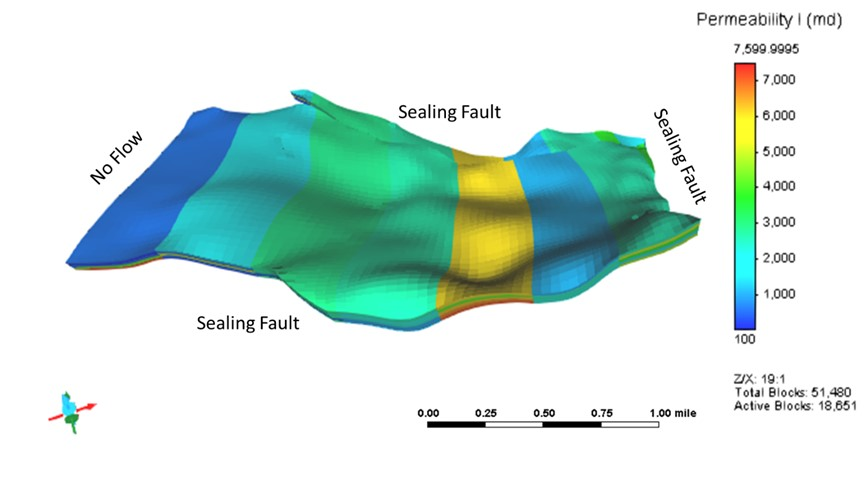 Permeability I (md)
7,599.9995
7,000
6,000
5,000
4,000
3,000
2,000
1,000
100
No Flow
Sealing Fault
Sealing Fault
Sealing Fault
Z/X: 19:1
Total Blocks: 51,480
Active Blocks: 18,651
0.00 0.25 0.50 0.75 1.00 mile